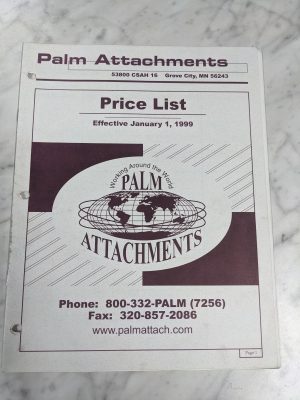 Palm Attachments
53800 CSAH 16 Grove City, MN 56243
Price List
Effective January 1, 1999
Working Around the World
PALM
ATTACHMENTS
Phone: 800-332-PALM (7256)
Fax: 320-857-2086
www.palmattach.com
Page 1